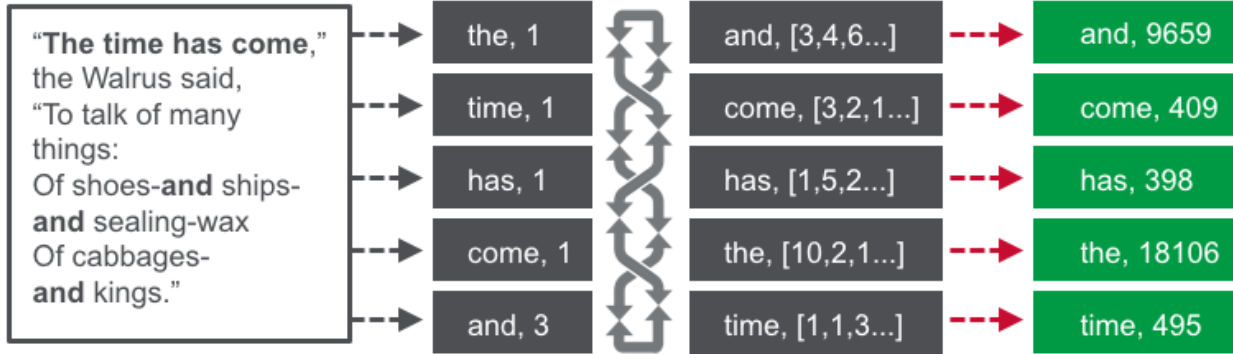 “The time has come,”
the Walrus said,
“To talk of many
things:
Of shoes-and ships-
and sealing-wax
Of cabbages-
and kings.”
the, 1
time, 1
has, 1
come, 1
and, 3
and, [3,4,6...]
come, [3,2,1...]
has, [1,5,2...]
the, [10,2,1...]
time, [1,1,3...]
and, 9659
come, 409
has, 398
the, 18106
time, 495